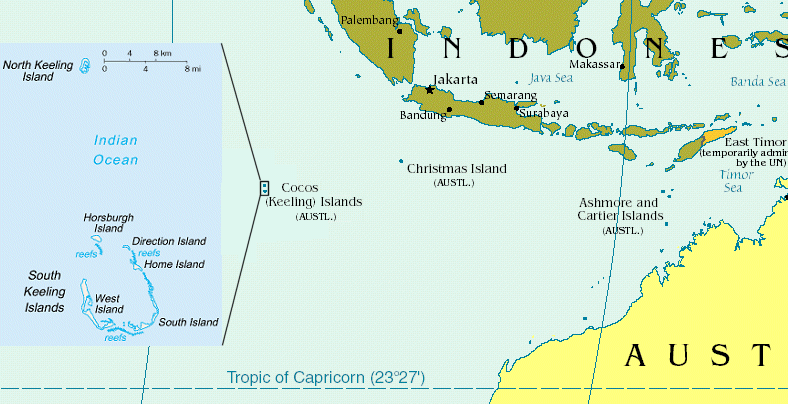 Palembang
I N D O N E S
Makassar
Jakarta
Java Sea
Semarang
Banda Sea
Bandung
Surabaya
East Timor
(temporarily admin
by the UN)
Timor
Sea
Christmas Island
(AUSTL.)
Cocos
(Keeling) Islands
(AUSTL.)
Ashmore and
Cartier Islands
(AUSTL.)
A U S T
Tropic of Capricorn (23°27')
North Keeling
Island
0 4 8 km
0 4 8 mi
Indian
Ocean
Horsburgh
Island
reefs
Direction Island
reefs
Home Island
South
Keeling
Islands
West
Island
South Island
reefs